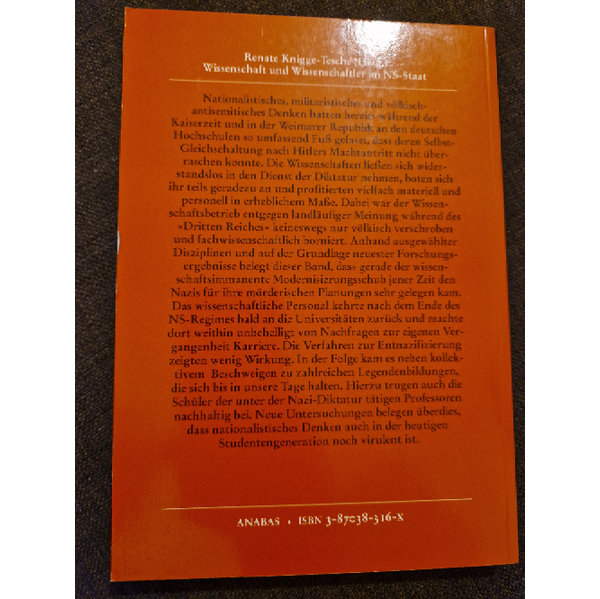 Renate Knigge-Tesche (Hrsg.)
Wissenschaft und Wissenschaftler im NS-Staat
Nationalistisches, militaristisches und völkisch-
antisemitisches Denken hatten bereits während der
Kaiserzeit und in der Weimarer Republik an den deutschen
Hochschulen so umfassend Fuß gefasst, dass deren Selbst-
Gleichschaltung nach Hitlers Machtantritt nicht über-
raschen konnte. Die Wissenschaften ließen sich wider-
standslos in den Dienst der Diktatur nehmen, boten sich
ihr teils geradezu an und profitierten vielfach materiell und
personell in erheblichem Maße. Dabei war der Wissen-
schaftsbetrieb entgegen landläufiger Meinung während des
»Dritten Reiches« keineswegs nur völkisch verschroben
und fachwissenschaftlich borniert. Anhand ausgewählter
Disziplinen und auf der Grundlage neuester Forschungs-
ergebnisse belegt dieser Band, dass gerade der wissen-
schaftsimmanente Modernisierungsschub jener Zeit den
Nazis für ihre mörderischen Planungen sehr gelegen kam.
Das wissenschaftliche Personal kehrte nach dem Ende des
NS-Regimes bald an die Universitäten zurück und machte
dort weithin unbehelligt von Nachfragen zur eigenen Ver-
gangenheit Karriere. Die Verfahren zur Entnazifizierung
zeigten wenig Wirkung. In der Folge kam es neben kollek-
tivem Beschweigen zu zahlreichen Legendenbildungen,
die sich bis in unsere Tage halten. Hierzu trugen auch die
Schüler der unter der Nazi-Diktatur tätigen Professoren
nachhaltig bei. Neue Untersuchungen belegen überdies,
dass nationalistisches Denken auch in der heutigen
Studentengeneration noch virulent ist.
ANABAS · ISBN 3-87038-316-X